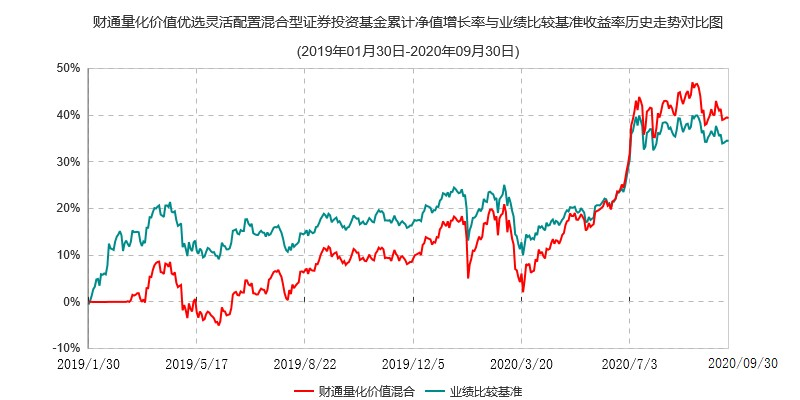 财通量化价值优选灵活配置混合型证券投资基金累计净值增长率与业绩比较基准收益率历史走势对比图
(2019年01月30日-2020年09月30日)
50%
40%
30%
20%
10%
0%
-10%
2019/1/30 2019/5/17 2019/8/22 2019/12/5 2020/3/20 2020/7/3 2020/09/30
财通量化价值混合 业绩比较基准